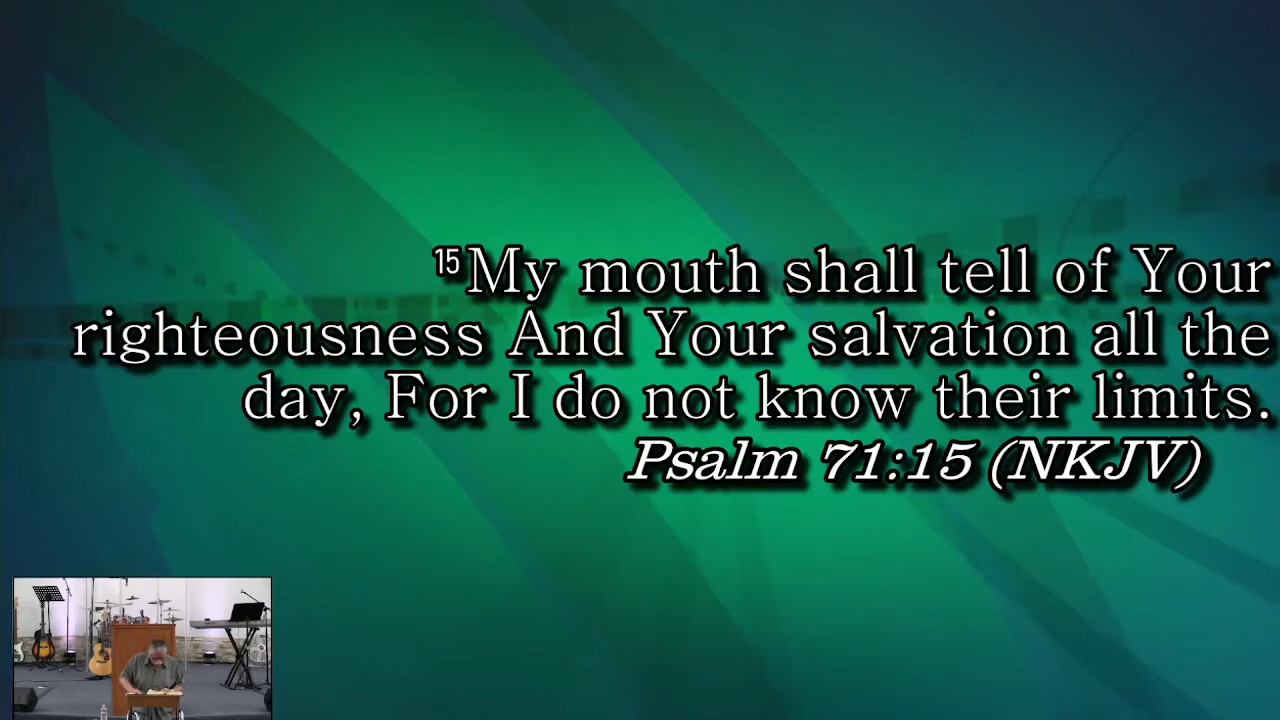 15My mouth shall tell of Your
righteousness And Your salvation all the
day, For I do not know their limits.
Psalm 71:15 (NKJV)